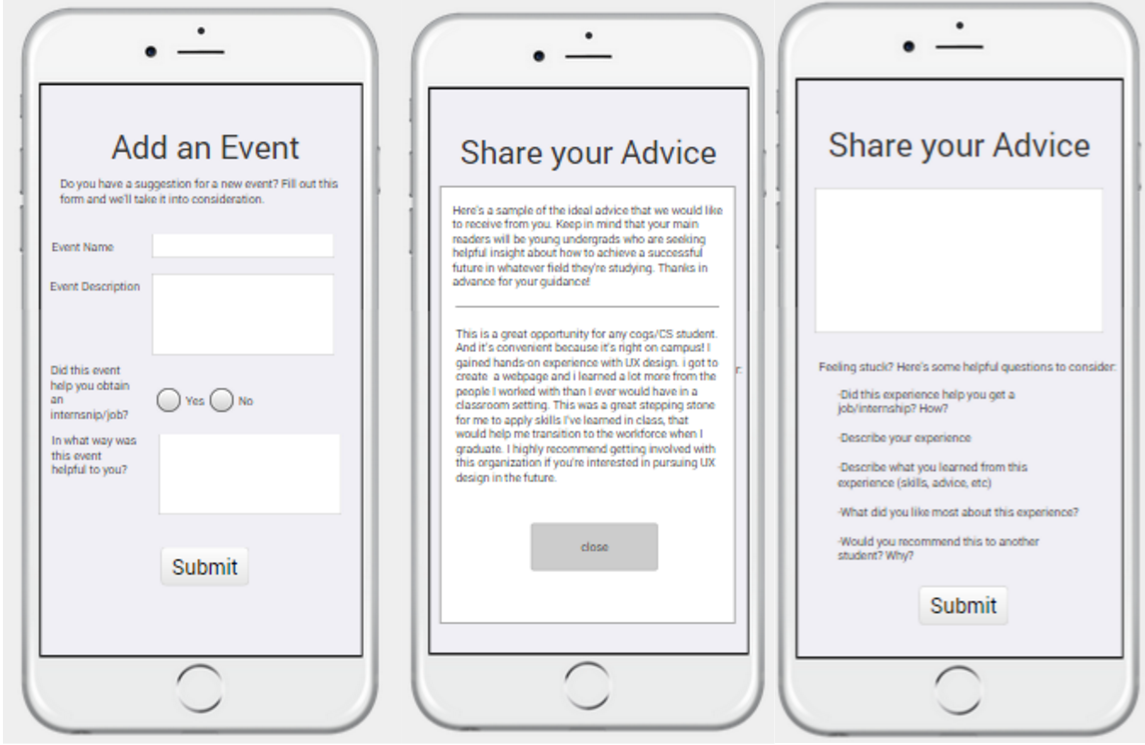 Add an Event
Do you have a suggestion for a new event? Fill out this
form and we'll take it into consideration.
Event Name
Event Description
Did this event
help you obtain
an
internsnip/job?
Yes
No
In what way was
this event
helpful to you?
Submit
Share your Advice
Here's a sample of the ideal advice that we would like
to receive from you. Keep in mind that your main
readers will be young undergrads who are seeking
helpful insight about how to achieve a successful
future in whatever field they're studying. Thanks in
advance for your guidance!
This is a great opportunity for any cogs/CS student.
And it's convenient because it's right on campus! I
gained hands-on experience with UX design. i got to
create a webpage and i learned a lot more from the
people I worked with than I ever would have in a
classroom setting. This was a great stepping stone
for me to apply skills I've learned in class, that
would help me transition to the workforce when I
graduate. I highly recommend getting involved with
this organization if you're interested in pursuing UX
design in the future.
r:
close
Share your Advice
Feeling stuck? Here's some helpful questions to consider:
-Did this experience help you get a
job/internship? How?
-Describe your experience
-Describe what you learned from this
experience (skills, advice, etc)
-What did you like most about this experience?
-Would you recommend this to another
student? Why?
Submit